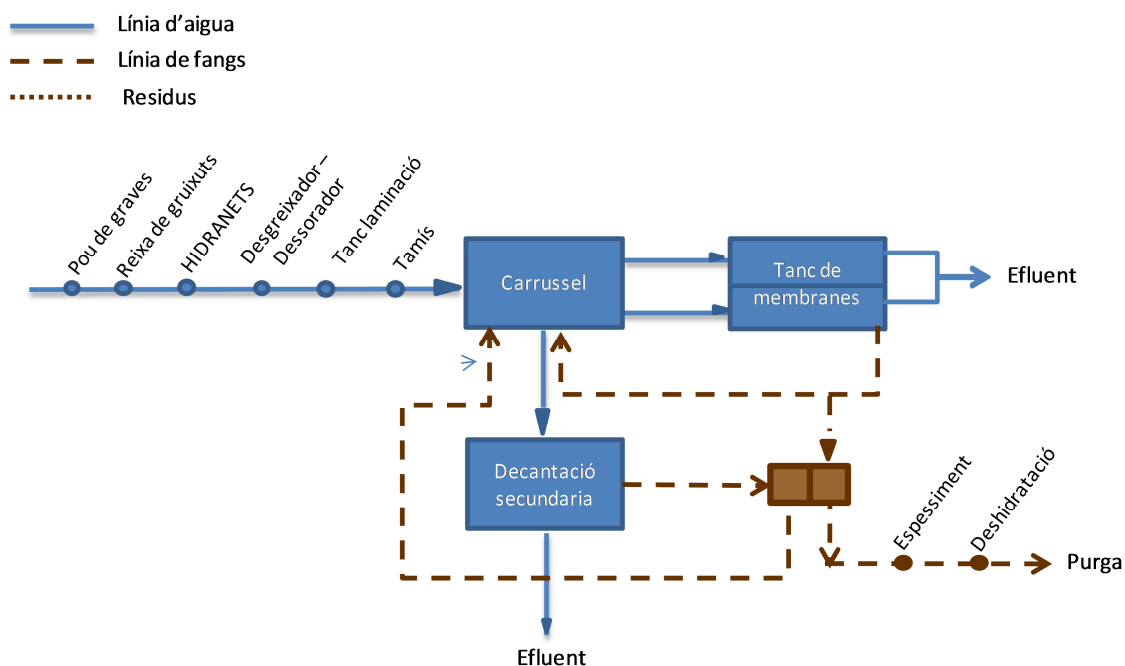 Línia d'aigua
Línia de fangs
Residus
Pou de graves
Reixa de gruixuts
HIDRANETS
Desgreixador –
Dessorador
Tanc laminació
Tamís
Carrussel
Tanc de
membranes
Efluent
Decantació
secundaria
Espessiment
Deshidratació
Purga
Efluent